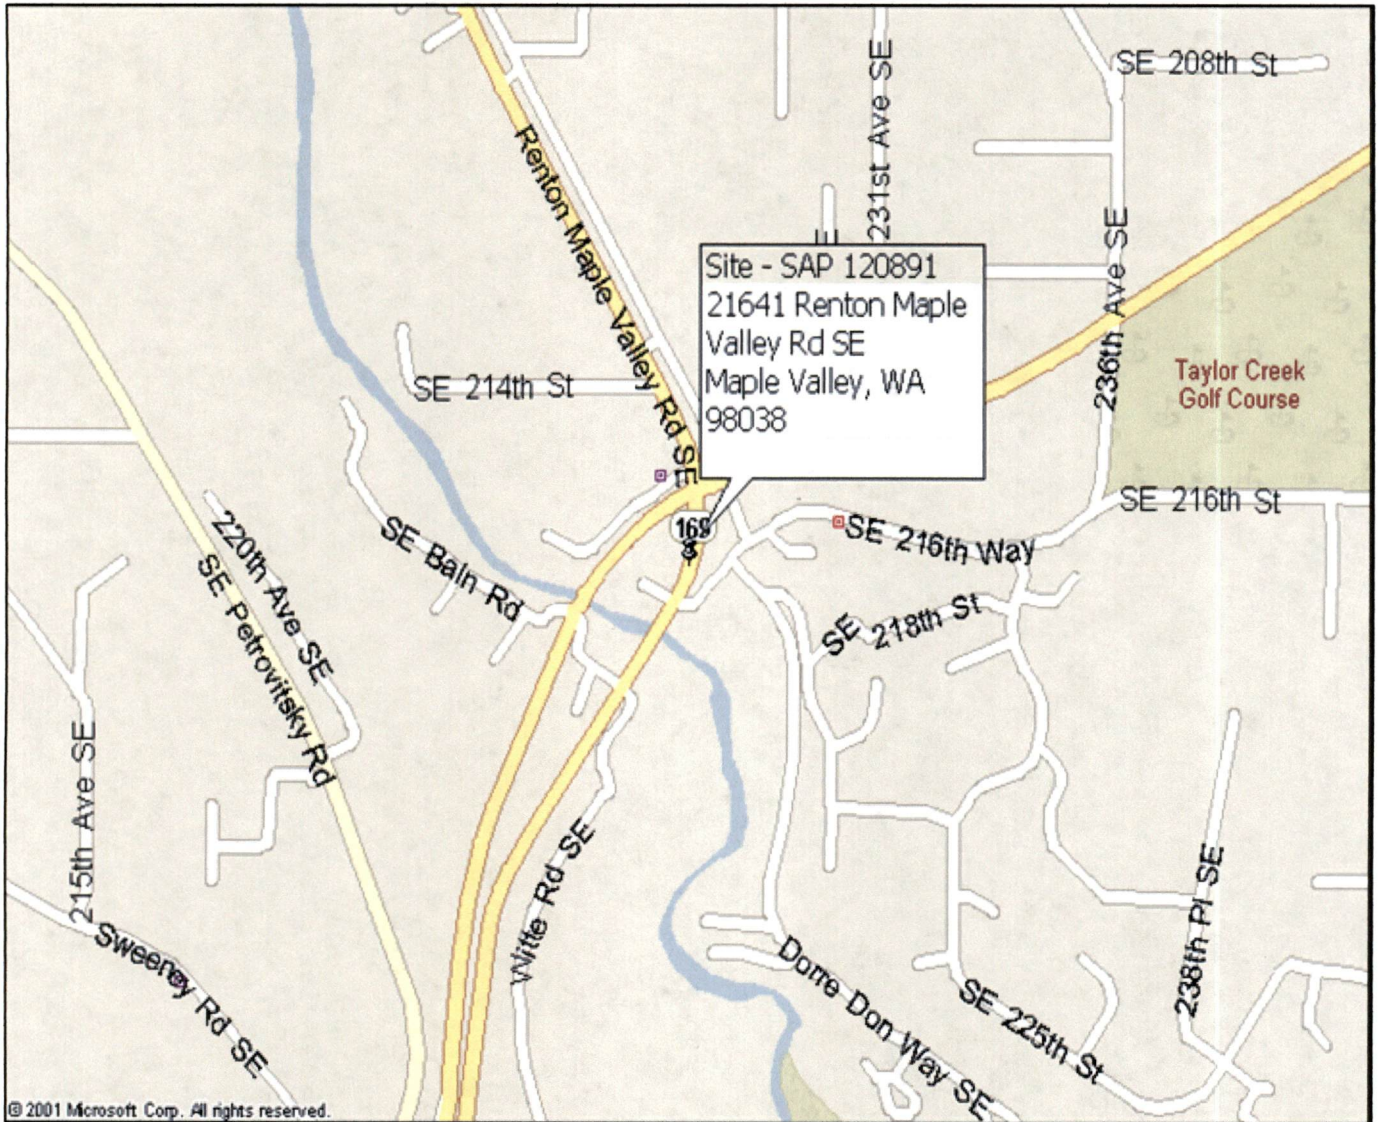 SE 208th St
231st Ave SE
Renton Maple Valley Rd SE
E
236th Ave SE
Site - SAP 120891
21641 Renton Maple
Valley Rd SE
Maple Valley, WA
98038
Taylor Creek
Golf Course
SE 214th St
SE 216th St
169
SE 216th Way
SE Bain Rd
220th Ave SE
SE Petrovitsky Rd
SE 218th St
215th Ave SE
Witte Rd SE
238th Pl SE
Sweeney Rd SE
Dorre Don Way SE
SE 225th St
© 2001 Microsoft Corp. All rights reserved.